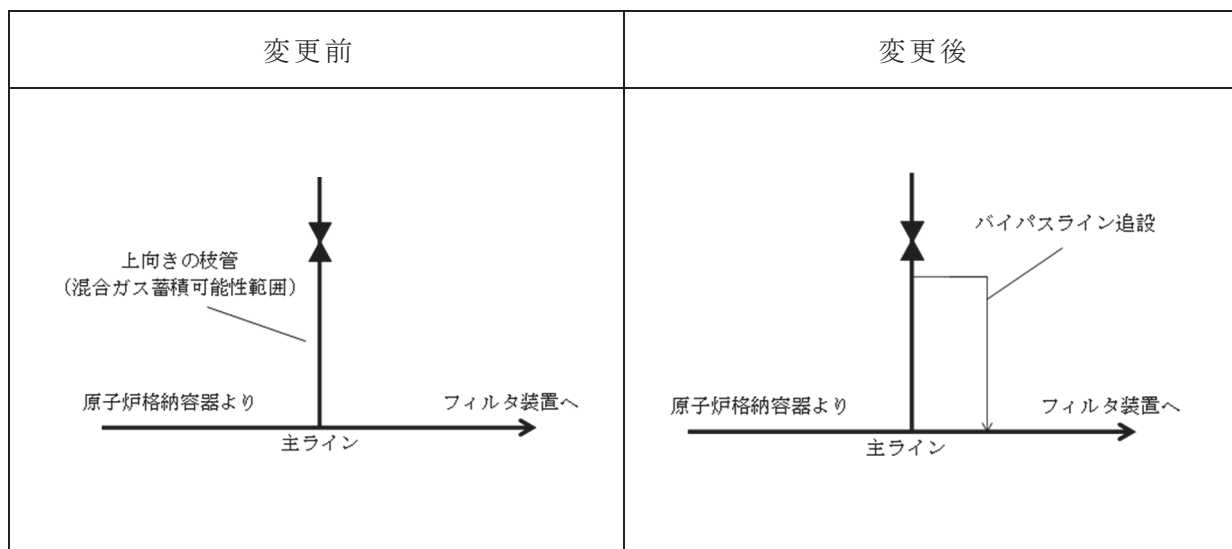 変更前
変更後
上向きの枝管
(混合ガス蓄積可能性範囲)
原子炉格納容器より
フィルタ装置へ
主ライン
バイパスライン追設
原子炉格納容器より
フィルタ装置へ
主ライン